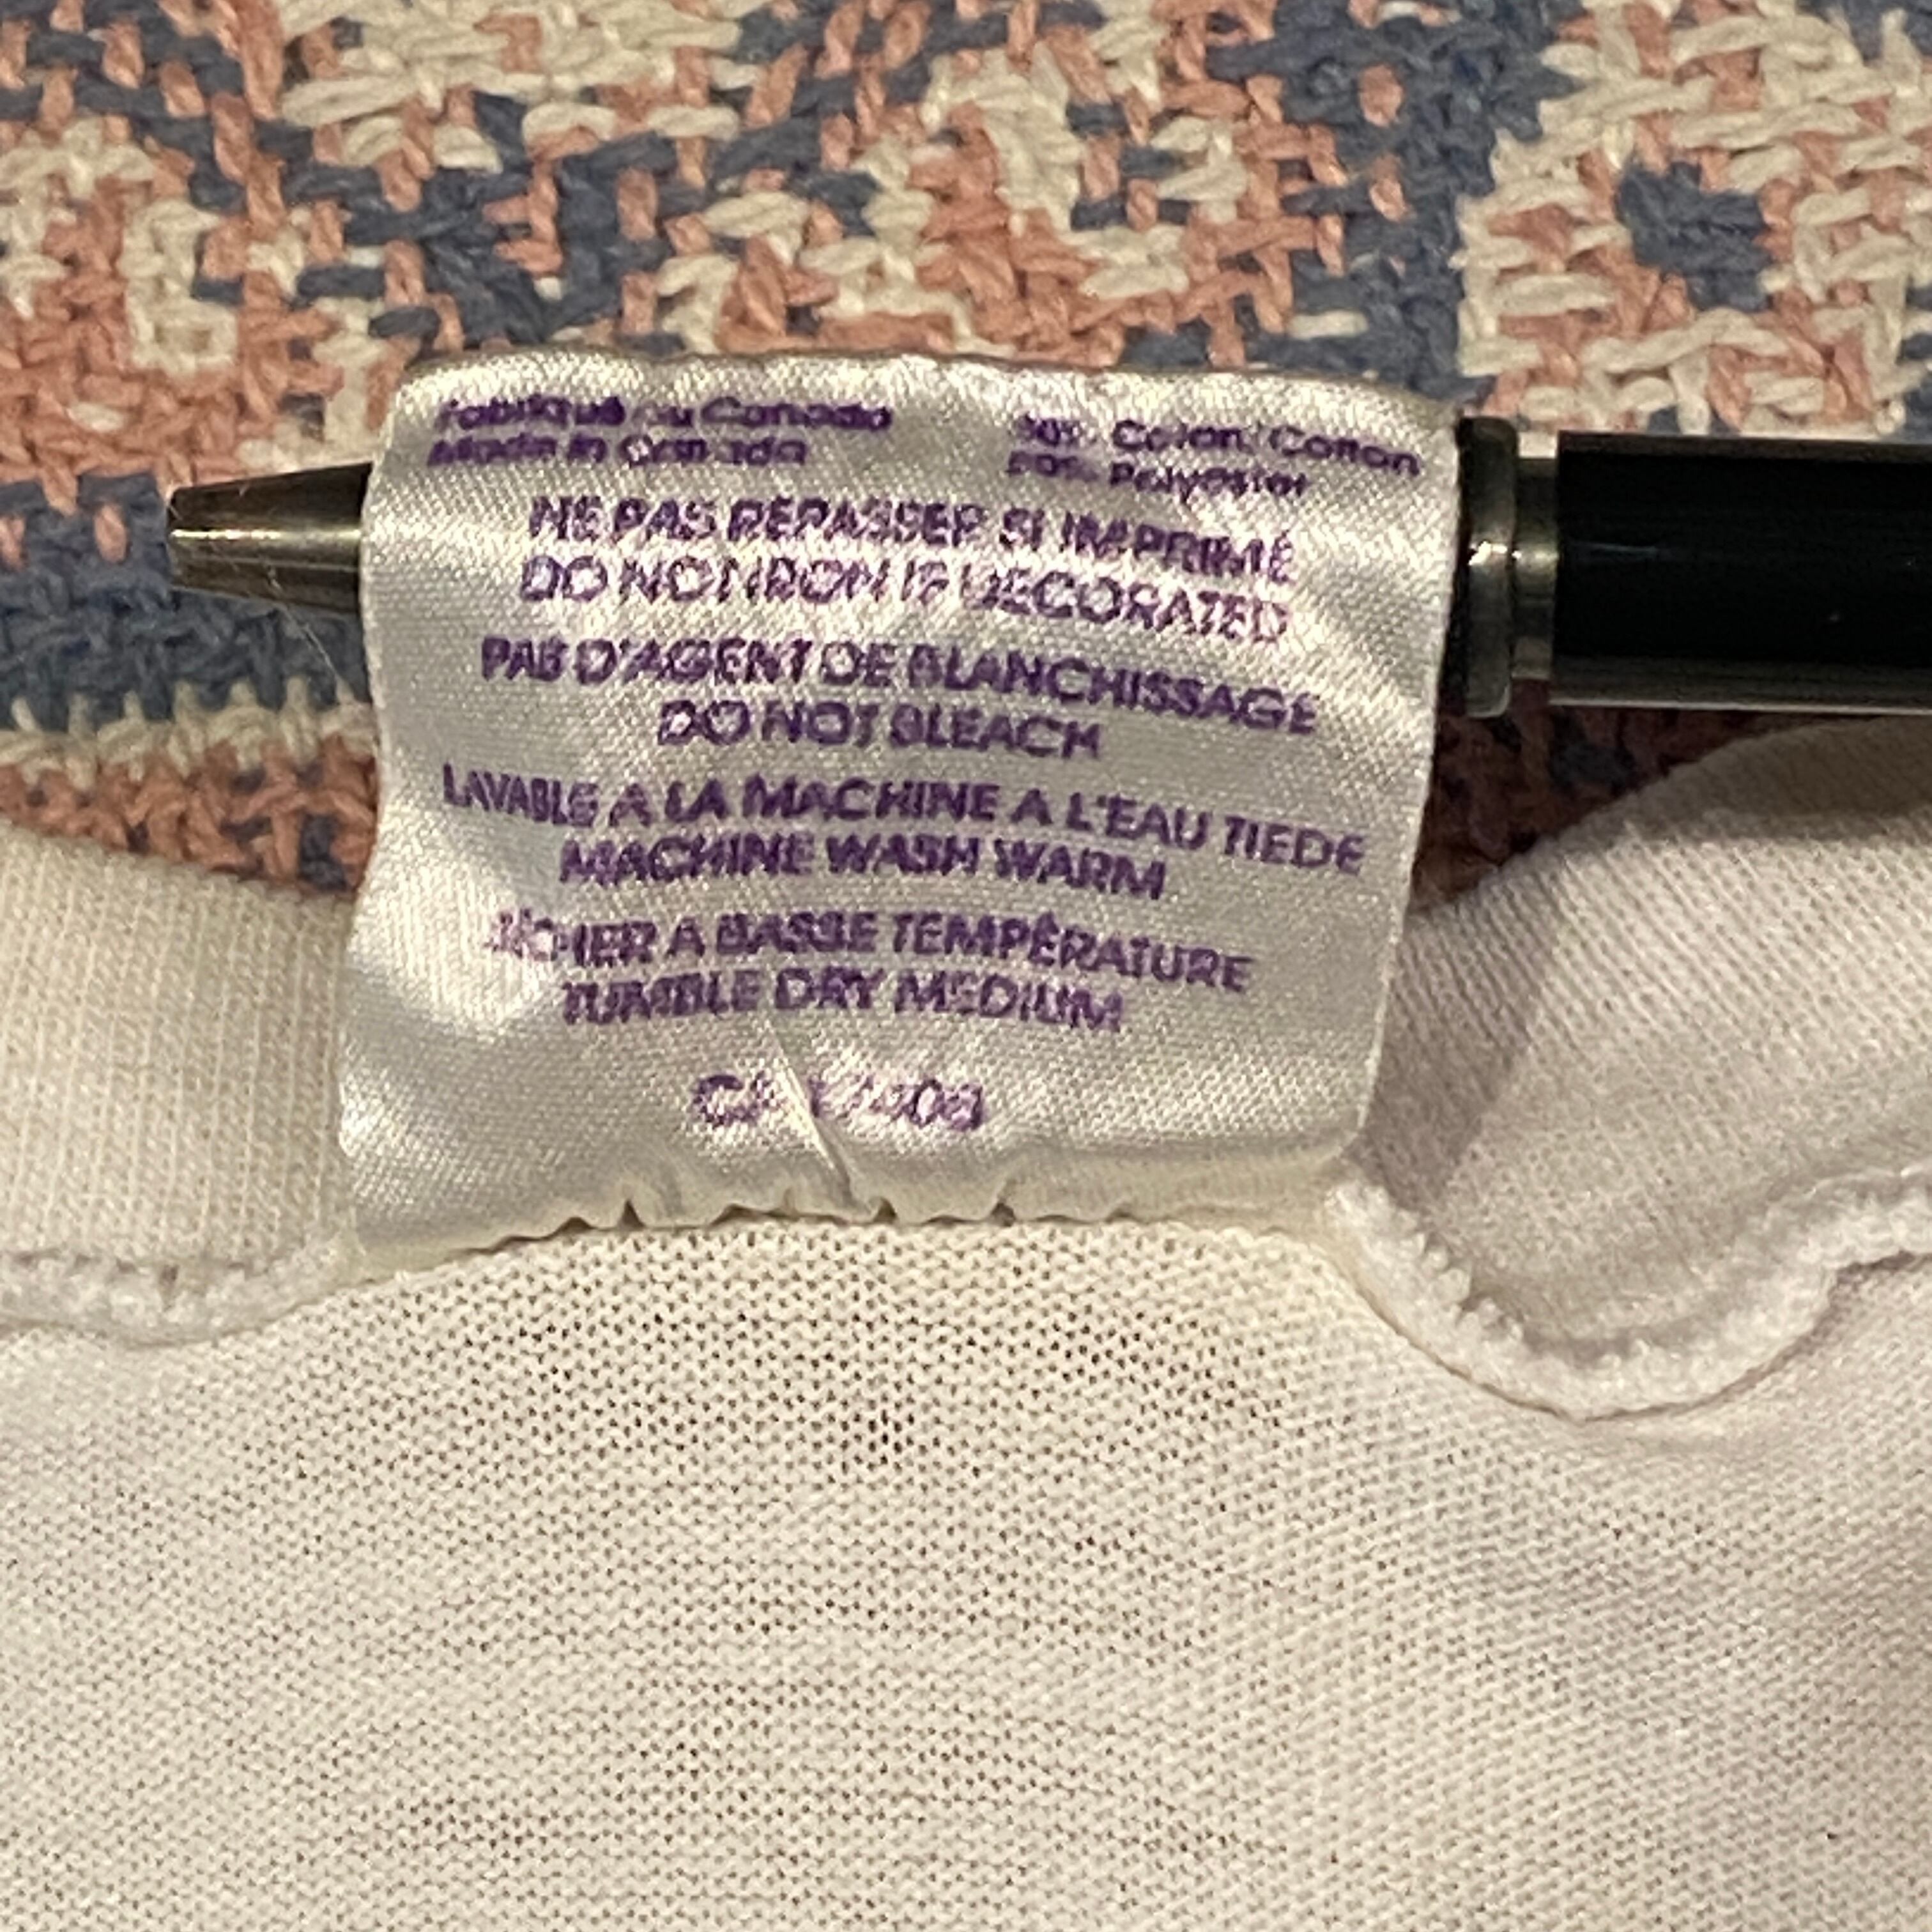 Fabriqué au Canada
Made in Canada
Coton/Cotton
Polyester
NE PAS REPASSER SI IMPRIMÉ
DO NOT IRON IF DECORATED
PAS D'AGENT DE BLANCHISSAGE
DO NOT BLEACH
LAVABLE A LA MACHINE A L'EAU TIEDE
MACHINE WASH WARM
SÉCHER A BASSE TEMPÉRATURE
TUMBLE DRY MEDIUM